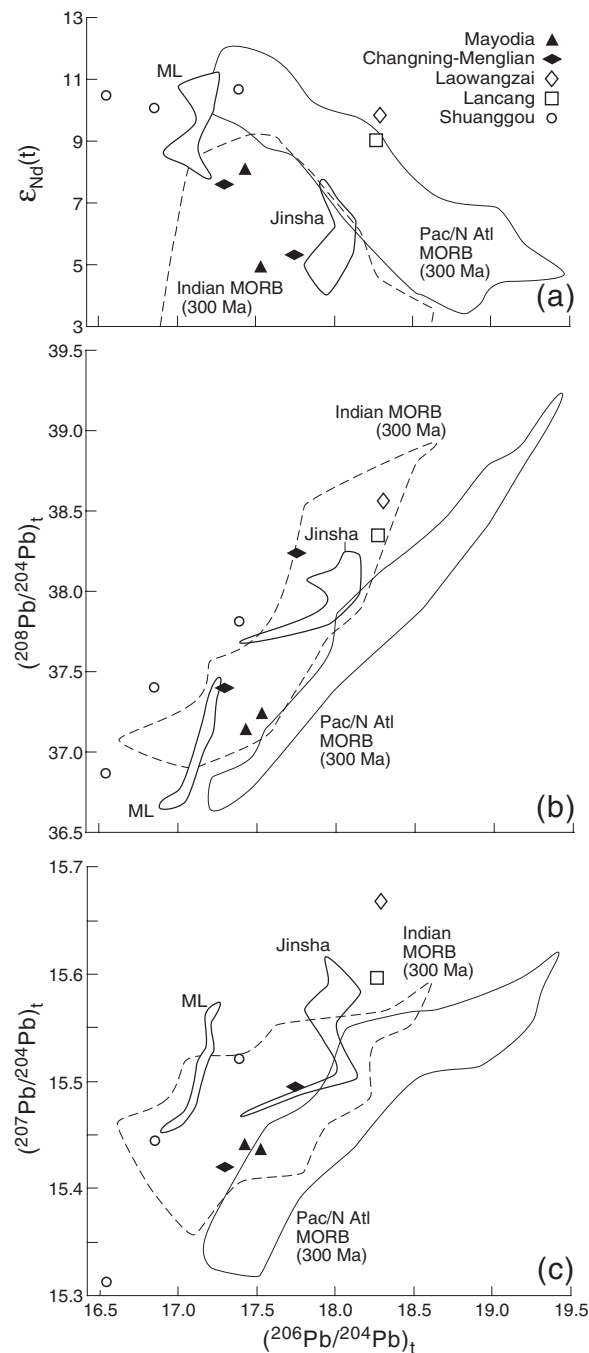 13
11
9
7
5
3
εNd(t)
ML
Mayodia
Changning-Menglian
Laowangzai
Lancang
Shuanggou
Jinsha
Indian MORB
(300 Ma)
Pac/N Atl
MORB
(300 Ma)
(a)
39.5
39.0
38.5
38.0
37.5
37.0
36.5
(²⁰⁸Pb/²⁰⁴Pb)t
Indian MORB
(300 Ma)
Jinsha
Pac/N Atl
MORB
(300 Ma)
ML
(b)
15.7
15.6
15.5
15.4
15.3
(²⁰⁷Pb/²⁰⁴Pb)t
ML
Jinsha
Indian
MORB
(300 Ma)
Pac/N Atl
MORB
(300 Ma)
(c)
16.5 17.0 17.5 18.0 18.5 19.0 19.5
(²⁰⁶Pb/²⁰⁴Pb)t